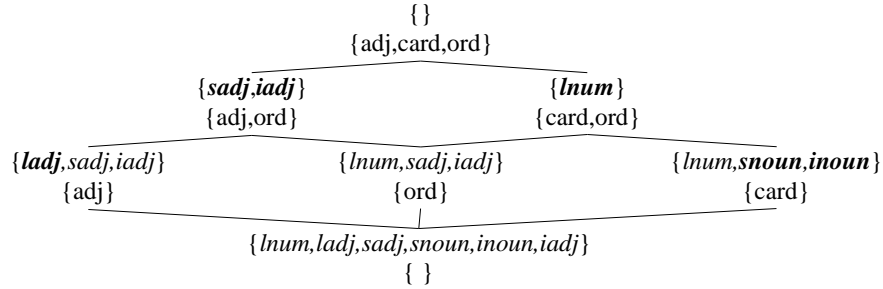 {}
{adj,card,ord}
{sadj,iadj} {lnum}
{adj,ord} {card,ord}
{ladj,sadj,iadj} {lnum,sadj,iadj} {lnum,snoun,inoun}
{adj} {ord} {card}
{lnum,ladj,sadj,snoun,inoun,iadj}
{ }